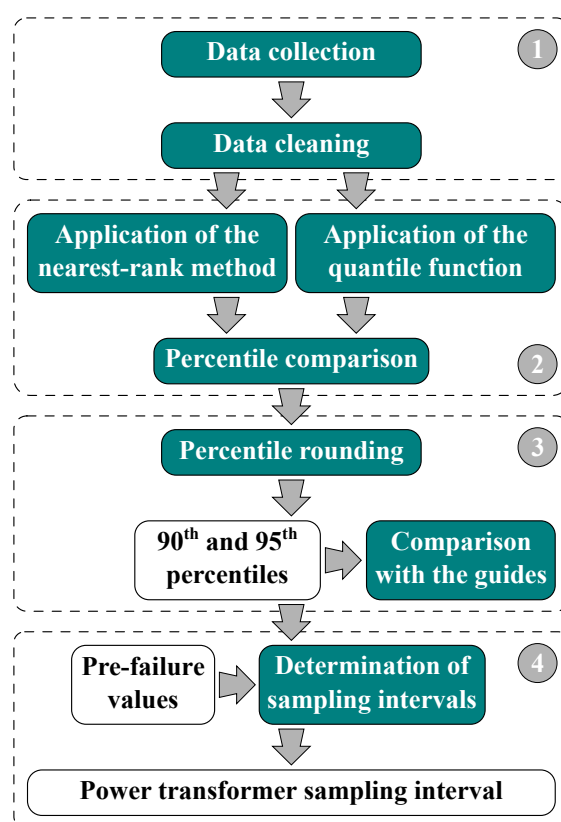 Data collection
1
Data cleaning
Application of the
nearest-rank method
Application of the
quantile function
Percentile comparison
2
Percentile rounding
3
90th and 95th
percentiles
Comparison
with the guides
4
Pre-failure
values
Determination of
sampling intervals
Power transformer sampling interval